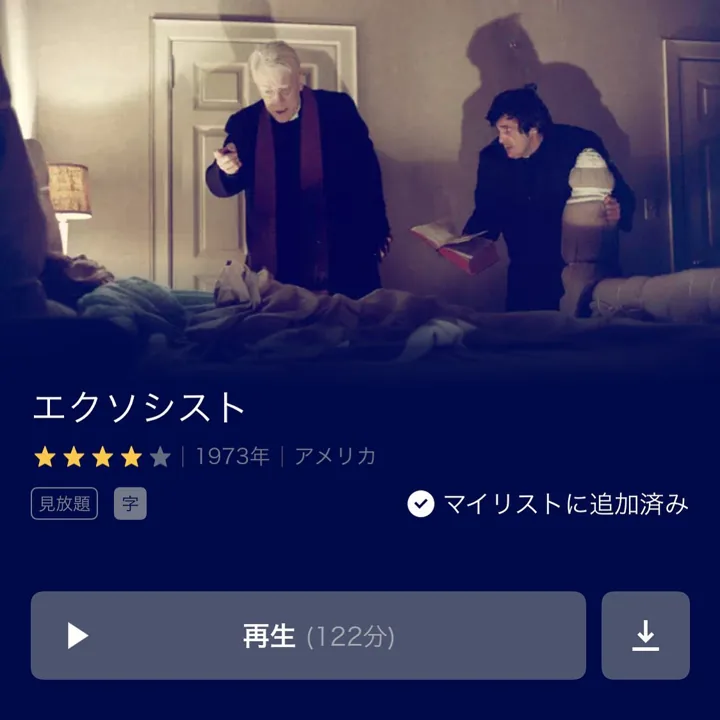 エクソシスト
1973年 | アメリカ
見放題 字 マイリストに追加済み
再生 (122分)